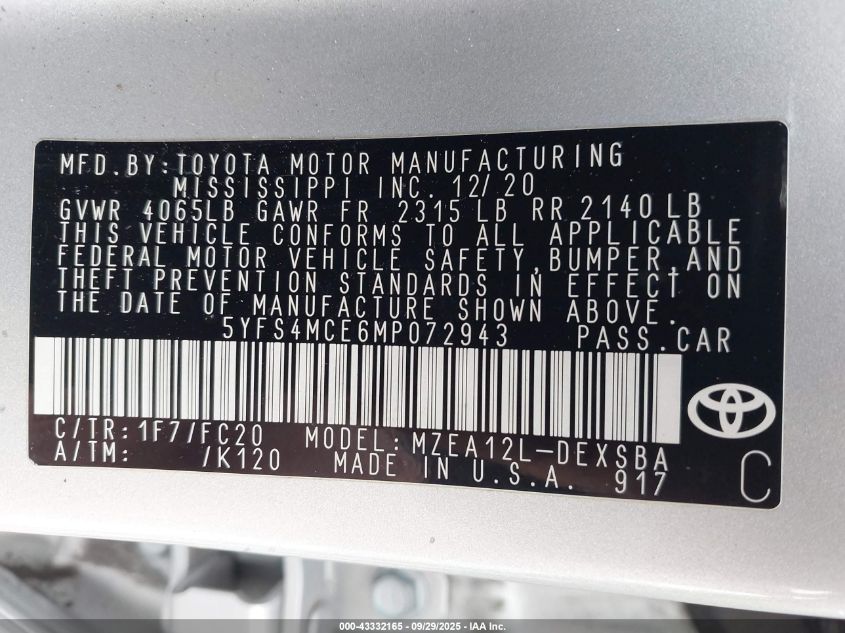 MFD. BY: TOYOTA MOTOR MANUFACTURING
MISSISSIPPI INC. 12/20
GVWR 4065LB GAWR FR 2315 LB RR 2140 LB
THIS VEHICLE CONFORMS TO ALL APPLICABLE
FEDERAL MOTOR VEHICLE SAFETY, BUMPER, AND
THEFT PREVENTION STANDARDS IN EFFECT ON
THE DATE OF MANUFACTURE SHOWN ABOVE.
5YFS4MCE6MP072943 PASS. CAR
C/TR: 1F7/FC20 MODEL: MZEA12L-DEXSBA
A/TM: /K120 MADE IN U.S.A. 917
C
000-43332165 - 09/29/2025 - IAA Inc.